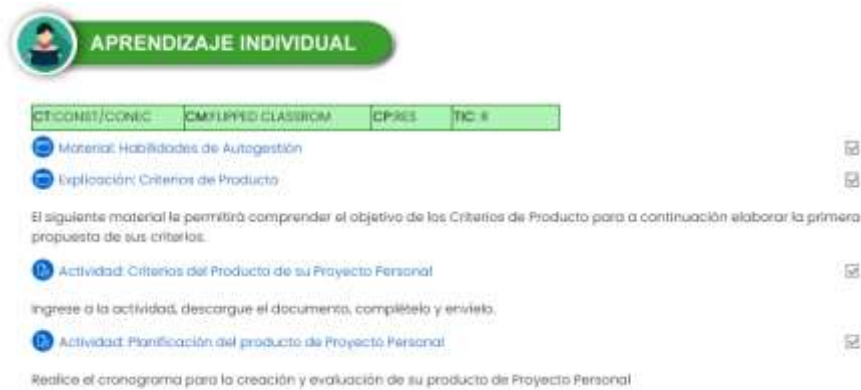 APRENDIZAJE INDIVIDUAL
CT:CONST/CONEC CM:FLIPPED CLASSROM CP:RES TIC: R
Material: Habilidades de Autogestión
Explicación: Criterios de Producto
El siguiente material le permitirá comprender el objetivo de los Criterios de Producto para a continuación elaborar la primera
propuesta de sus criterios.
Actividad: Criterios del Producto de su Proyecto Personal
Ingrese a la actividad, descargue el documento, complételo y envíelo.
Actividad: Planificación del producto de Proyecto Personal
Realice el cronograma para la creación y evaluación de su producto de Proyecto Personal